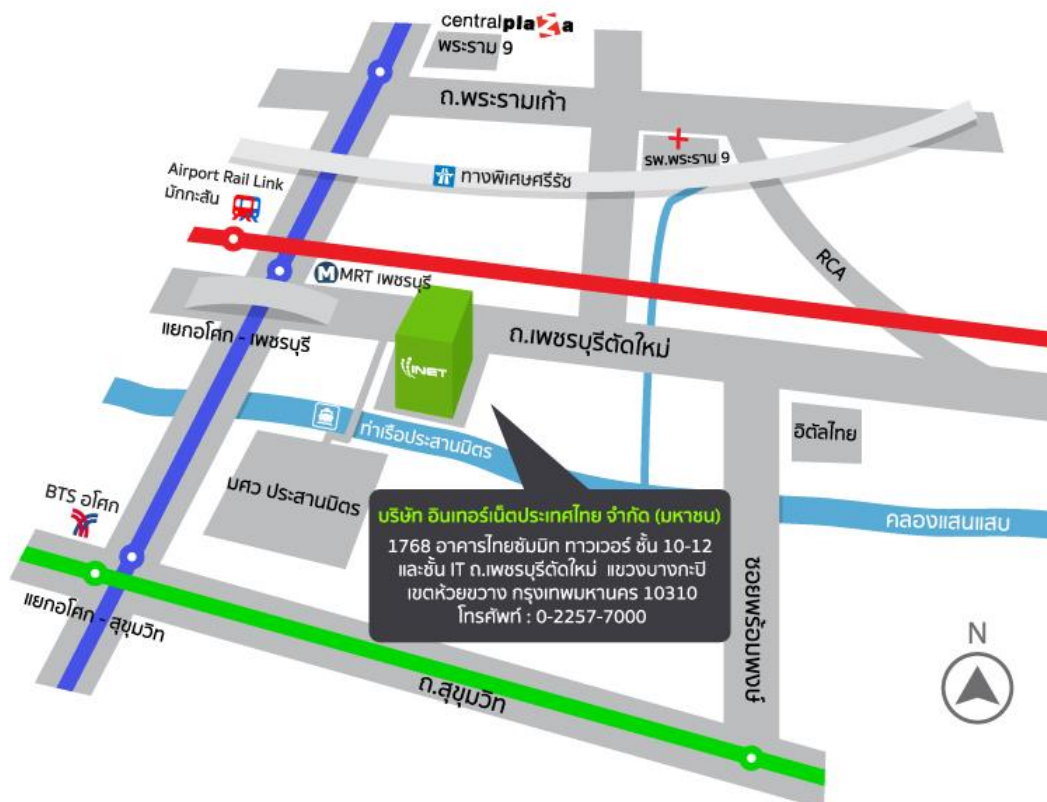 centralplaza
พระราม 9
ถ.พระรามเก้า
รพ.พระราม 9
ทางพิเศษศรีรัช
Airport Rail Link
มักกะสัน
RCA
MRT เพชรบุรี
แยกอโศก - เพชรบุรี
ถ.เพชรบุรีตัดใหม่
INET
ท่าเรือประสานมิตร
อิตัลไทย
มศว ประสานมิตร
BTS อโศก
คลองแสนแสบ
บริษัท อินเทอร์เน็ตประเทศไทย จำกัด (มหาชน)
1768 อาคารไทยซัมมิท ทาวเวอร์ ชั้น 10-12
และชั้น IT ถ.เพชรบุรีตัดใหม่ แขวงบางกะปิ
เขตห้วยขวาง กรุงเทพมหานคร 10310
โทรศัพท์ : 0-2257-7000
ซอยพร้อมพงษ์
แยกอโศก - สุขุมวิท
ถ.สุขุมวิท
N